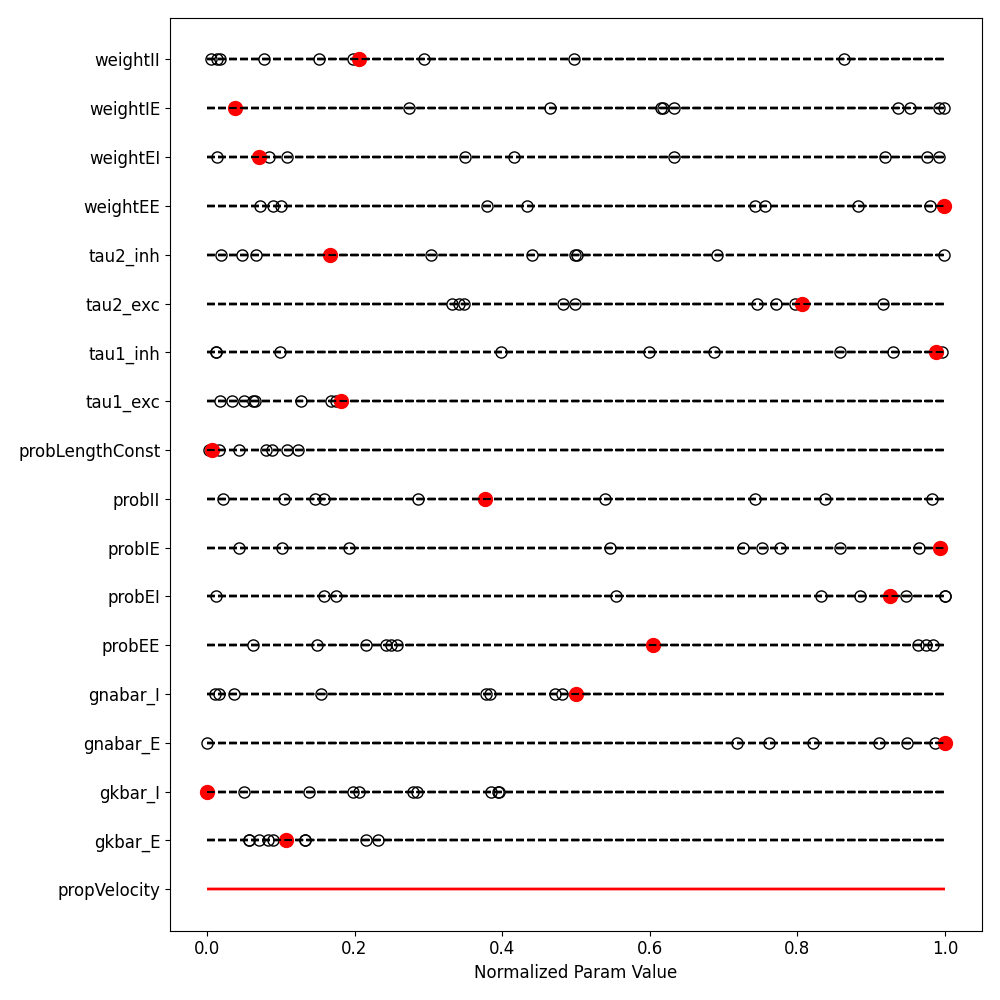 weightII
weightIE
weightEI
weightEE
tau2_inh
tau2_exc
tau1_inh
tau1_exc
probLengthConst
probII
probIE
probEI
probEE
gnabar_I
gnabar_E
gkbar_I
gkbar_E
propVelocity
0.0 0.2 0.4 0.6 0.8 1.0
Normalized Param Value